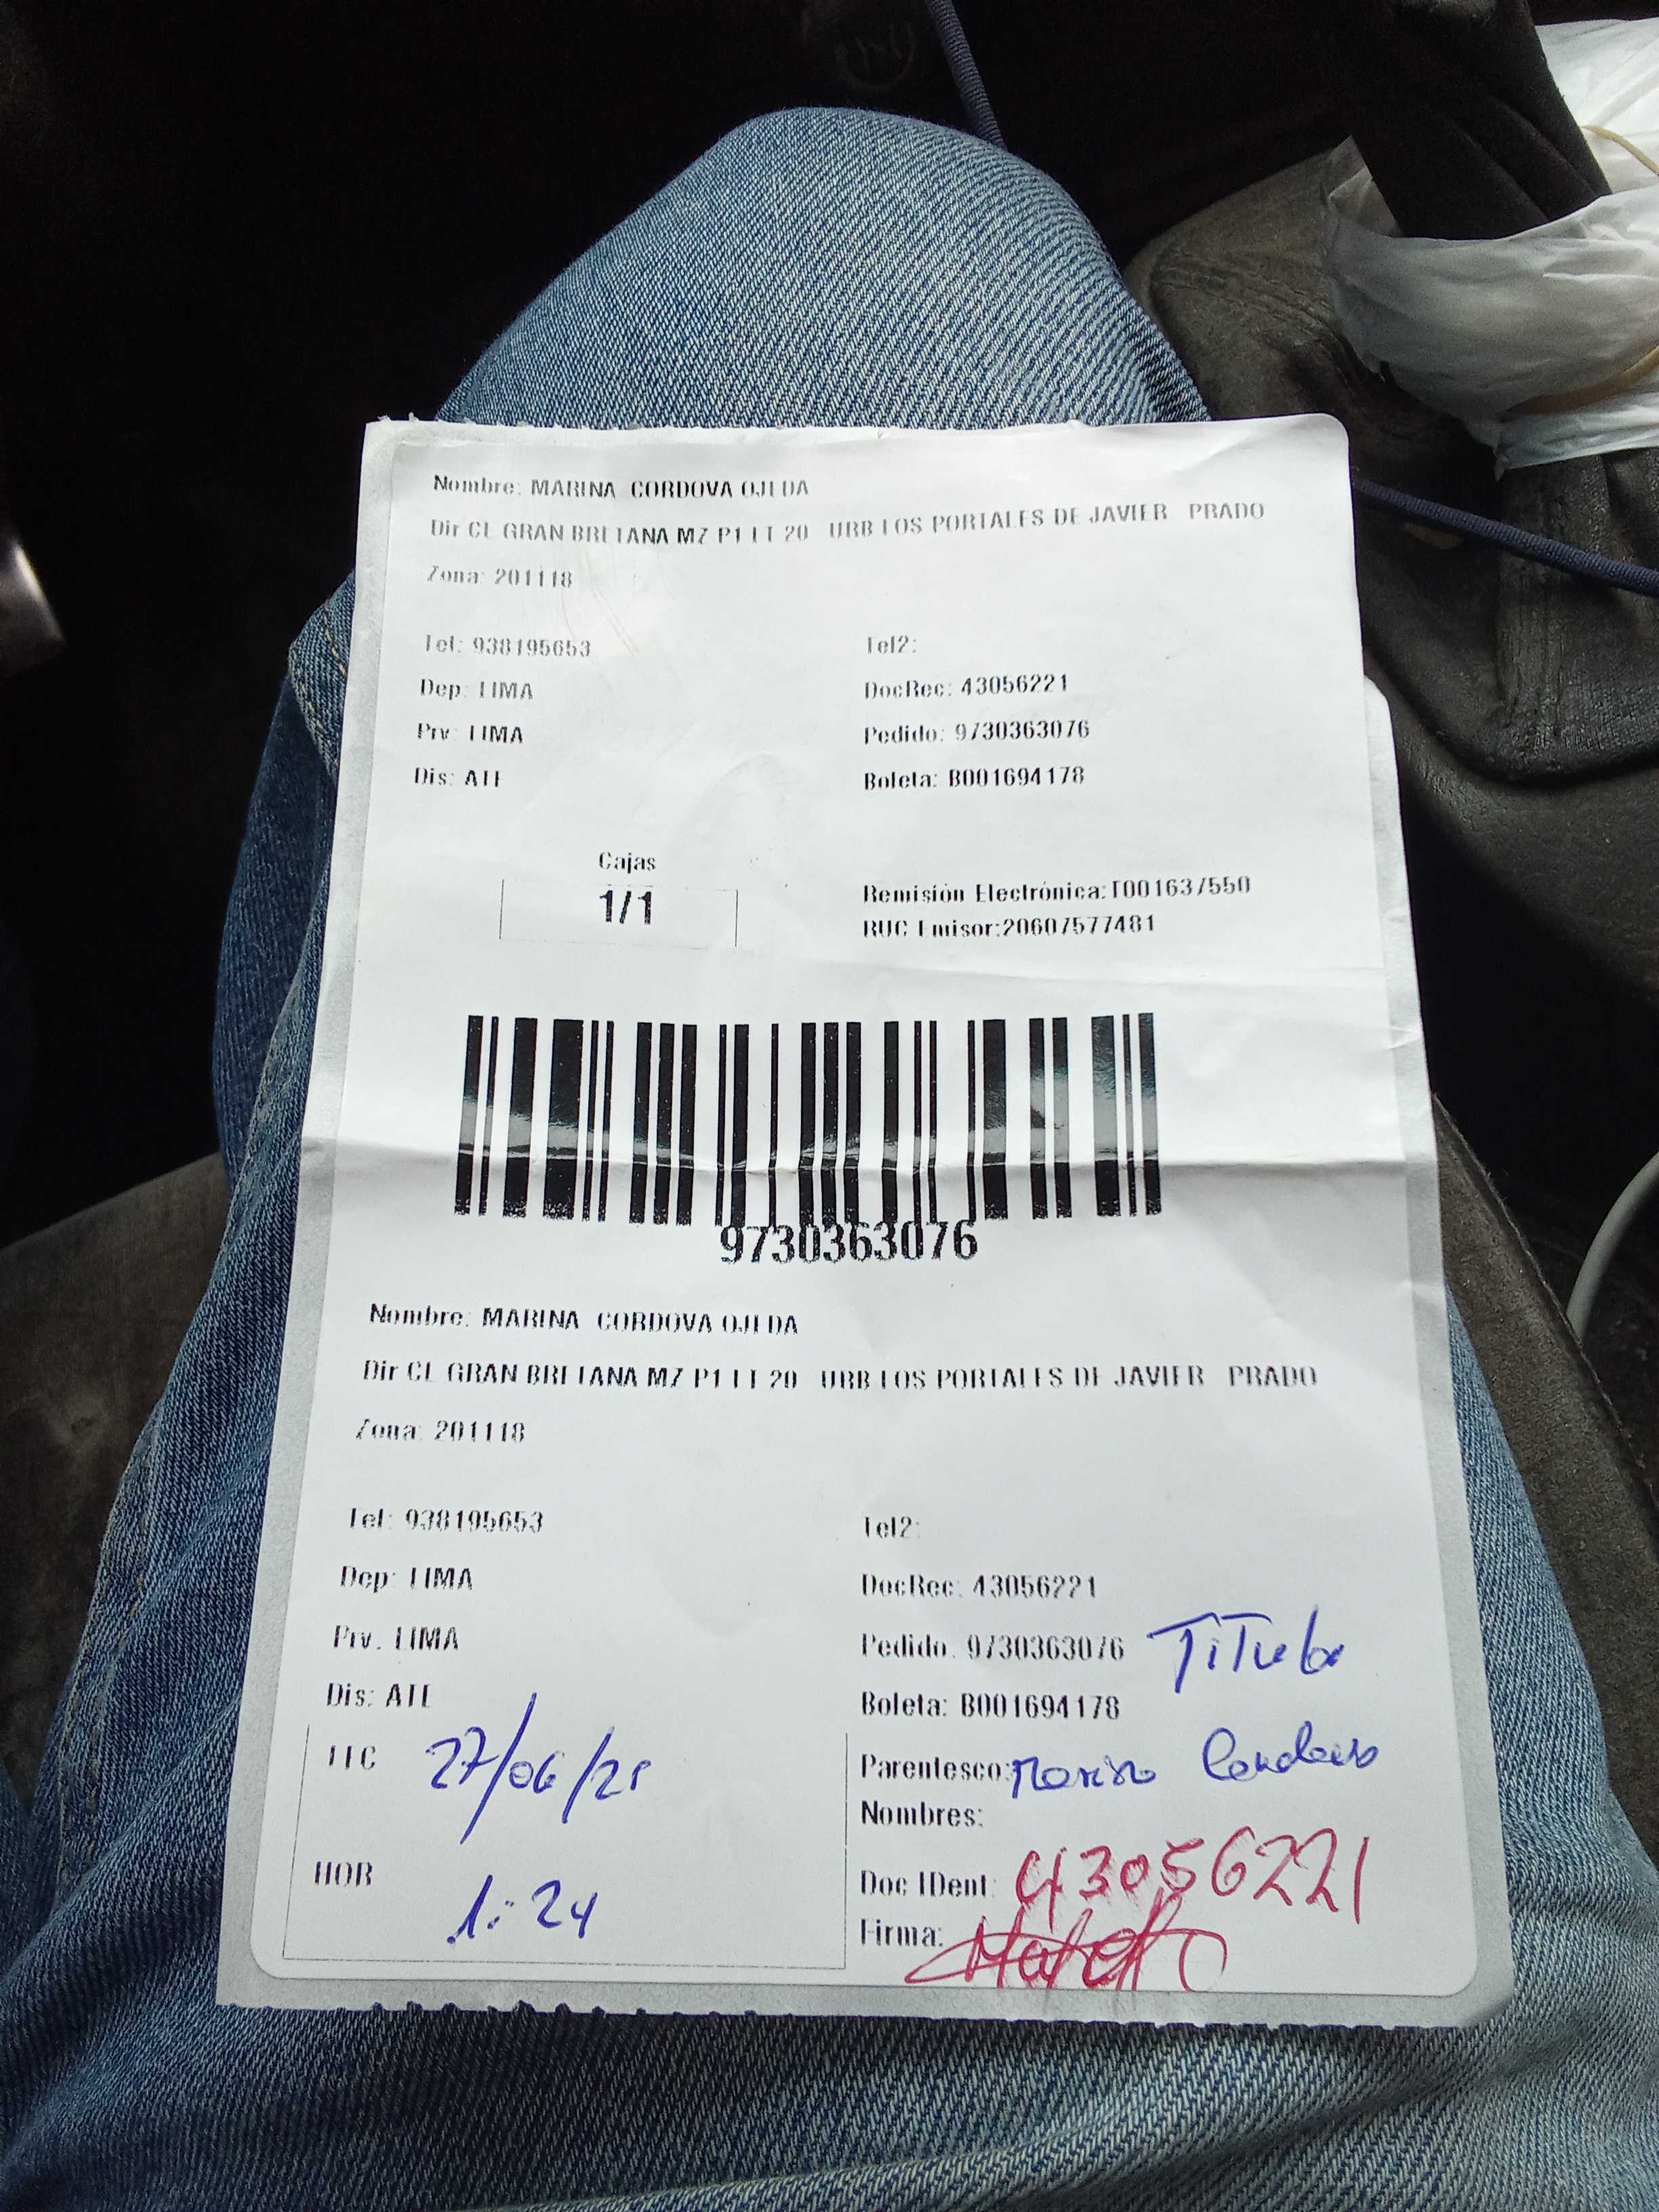 Nombre: MARINA CORDOVA OJEDA
Dir CL GRAN BRETANA MZ P1 LT 20 URB LOS PORTALES DE JAVIER PRADO
Zona: 201118
Tel: 938195653
Tel2:
Dep: LIMA
DocRec: 43056221
Prv: LIMA
Pedido: 9730363076
Dis: ATE
Boleta: B001694178
Cajas
1/1
Remisión Electrónica:T001637550
RUC Emisor:20607577481
9730363076
Nombre: MARINA CORDOVA OJEDA
Dir CL GRAN BRETANA MZ P1 LT 20 URB LOS PORTALES DE JAVIER PRADO
Zona: 201118
Tel: 938195653
Tel2:
Dep: LIMA
DocRec: 43056221
Prv: LIMA
Pedido: 9730363076 Titular
Dis: ATE
Boleta: B001694178
27/06/25
Parentesco: Marina Cordova
Nombres:
HOR 1:24
Doc IDent: 43056221
Firma: